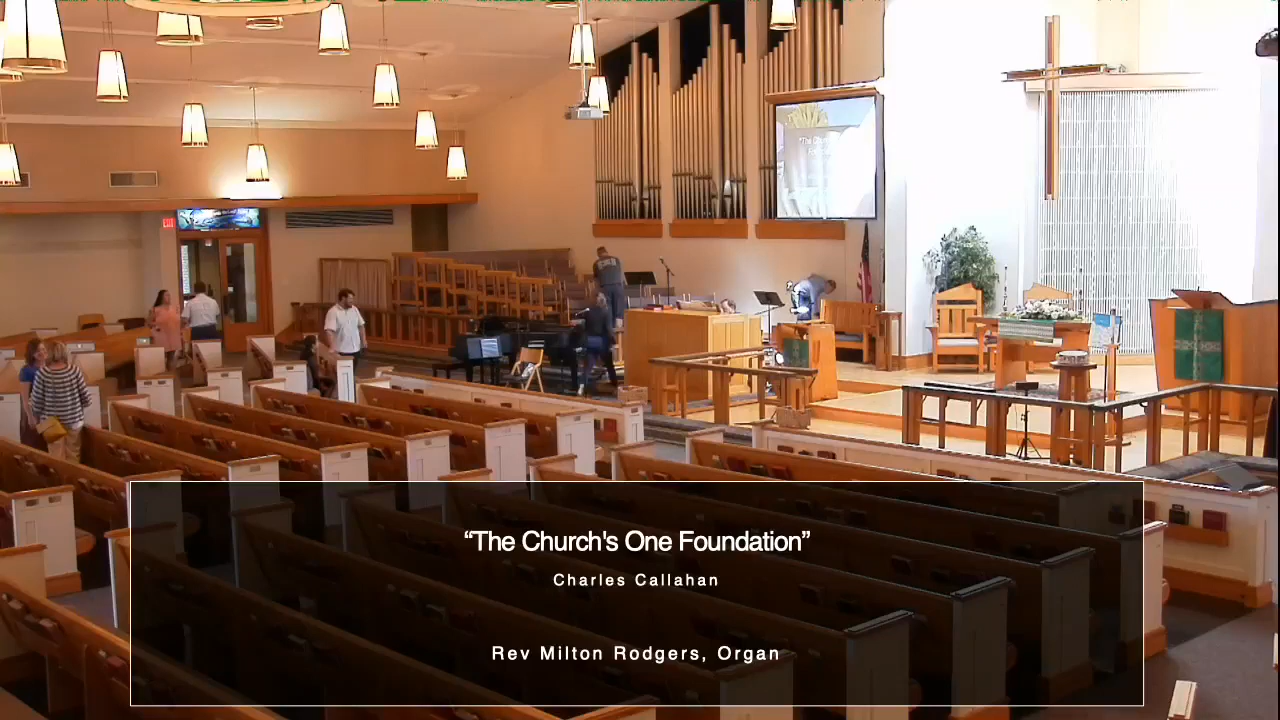 “The Church's One Foundation”
Charles Callahan
Rev Milton Rodgers, Organ